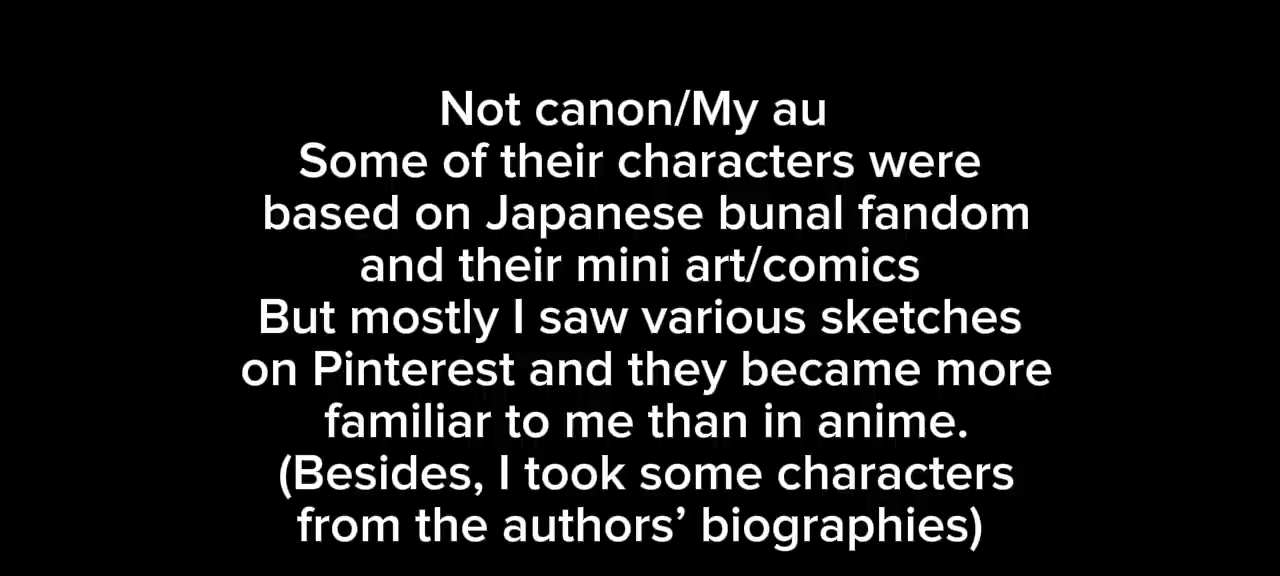 Not canon/My au
Some of their characters were
based on Japanese bunal fandom
and their mini art/comics
But mostly I saw various sketches
on Pinterest and they became more
familiar to me than in anime.
(Besides, I took some characters
from the authors’ biographies)